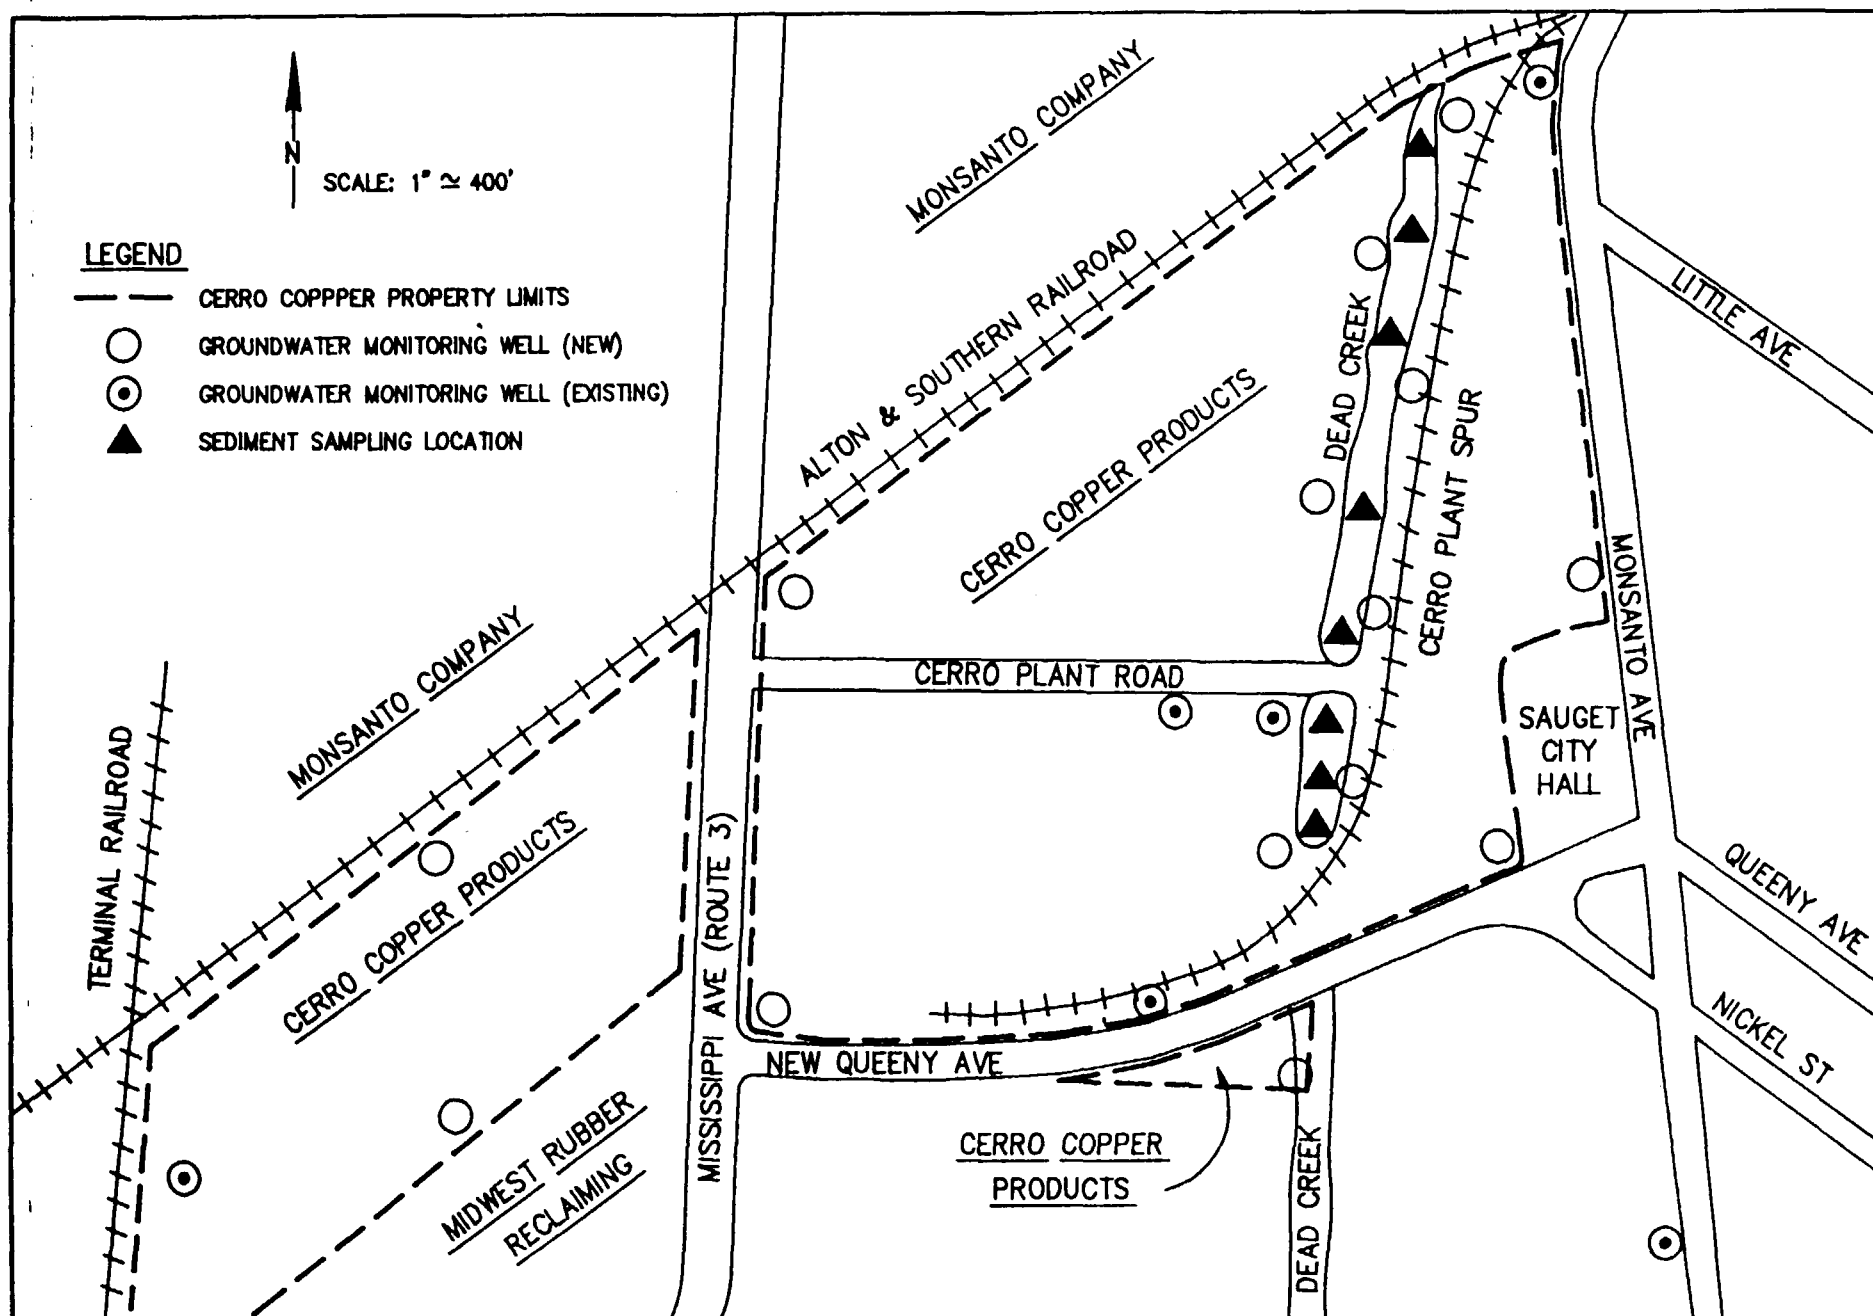 N
SCALE: 1" ≃ 400'
LEGEND
CERRO COPPPER PROPERTY LIMITS
GROUNDWATER MONITORING WELL (NEW)
GROUNDWATER MONITORING WELL (EXISTING)
SEDIMENT SAMPLING LOCATION
MONSANTO COMPANY
ALTON & SOUTHERN RAILROAD
CERRO COPPER PRODUCTS
DEAD CREEK
CERRO PLANT SPUR
LITTLE AVE
MONSANTO AVE
CERRO PLANT ROAD
SAUGET
CITY
HALL
MONSANTO COMPANY
TERMINAL RAILROAD
CERRO COPPER PRODUCTS
MISSISSIPPI AVE (ROUTE 3)
QUEENY AVE
NICKEL ST
NEW QUEENY AVE
MIDWEST RUBBER
RECLAIMING
CERRO COPPER
PRODUCTS
DEAD CREEK